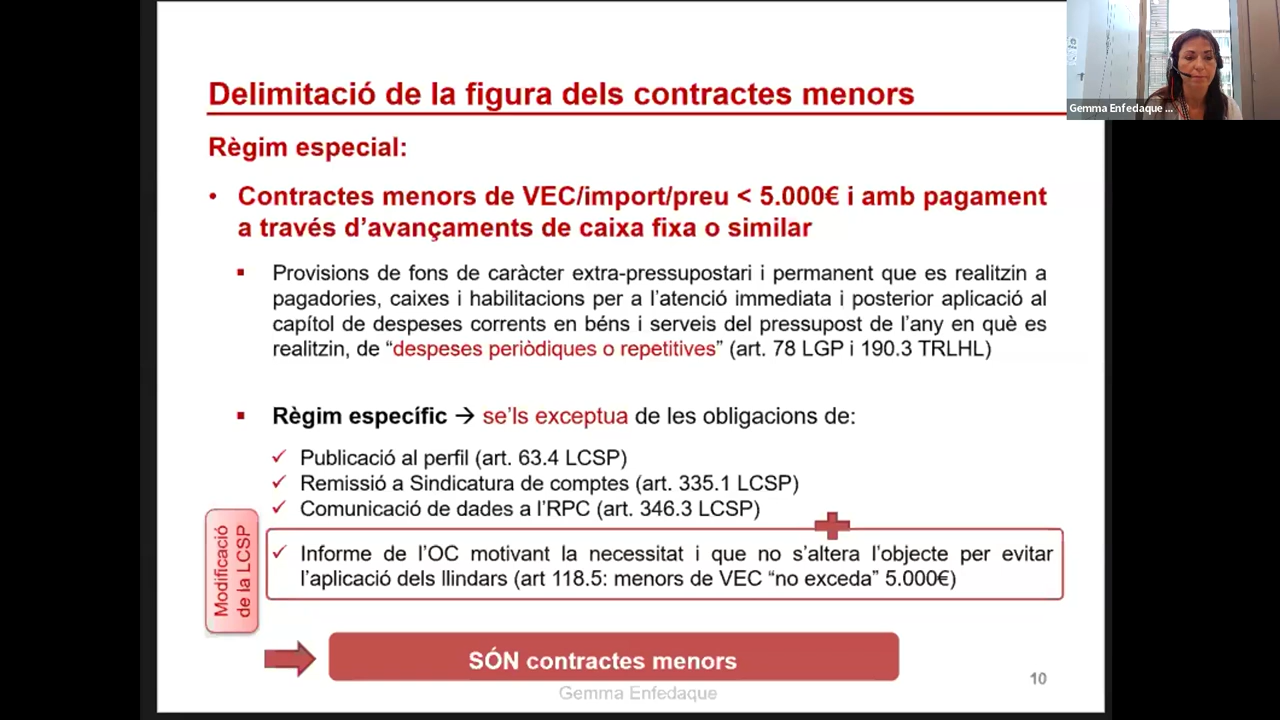 Delimitació de la figura dels contractes menors
Gemma Enfedaque ...
Règim especial:
• Contractes menors de VEC/import/preu < 5.000€ i amb pagament
a través d’avançaments de caixa fixa o similar
▪ Provisions de fons de caràcter extra-pressupostari i permanent que es realitzin a
pagadories, caixes i habilitacions per a l’atenció immediata i posterior aplicació al
capítol de despeses corrents en béns i serveis del pressupost de l’any en què es
realitzin, de “despeses periòdiques o repetitives” (art. 78 LGP i 190.3 TRLHL)
▪ Règim específic → se’ls exceptua de les obligacions de:
✓ Publicació al perfil (art. 63.4 LCSP)
✓ Remissió a Sindicatura de comptes (art. 335.1 LCSP)
✓ Comunicació de dades a l’RPC (art. 346.3 LCSP)
Modificació
de la LCSP
✓ Informe de l’OC motivant la necessitat i que no s’altera l’objecte per evitar
l’aplicació dels llindars (art 118.5: menors de VEC “no exceda” 5.000€)
SÓN contractes menors
10
Gemma Enfedaque